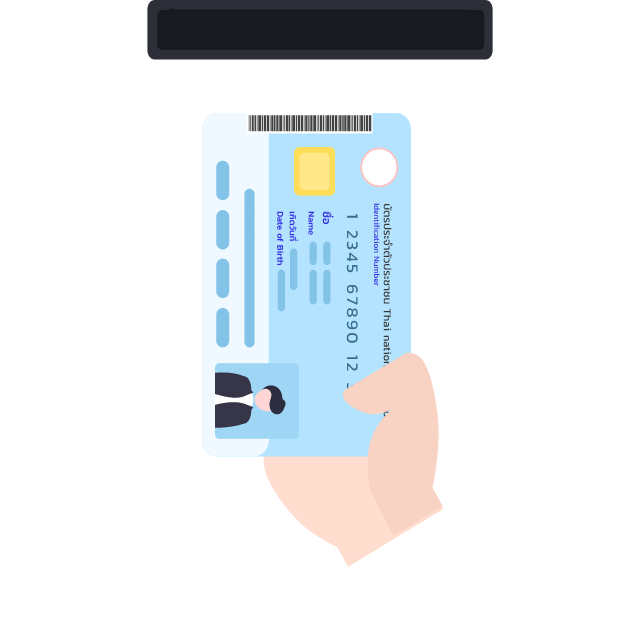 บัตรประจำตัวประชาชน Thai
Identification Number
1 2345 67890 12
ชื่อ
Name
เกิดวันที่
Date of Birth